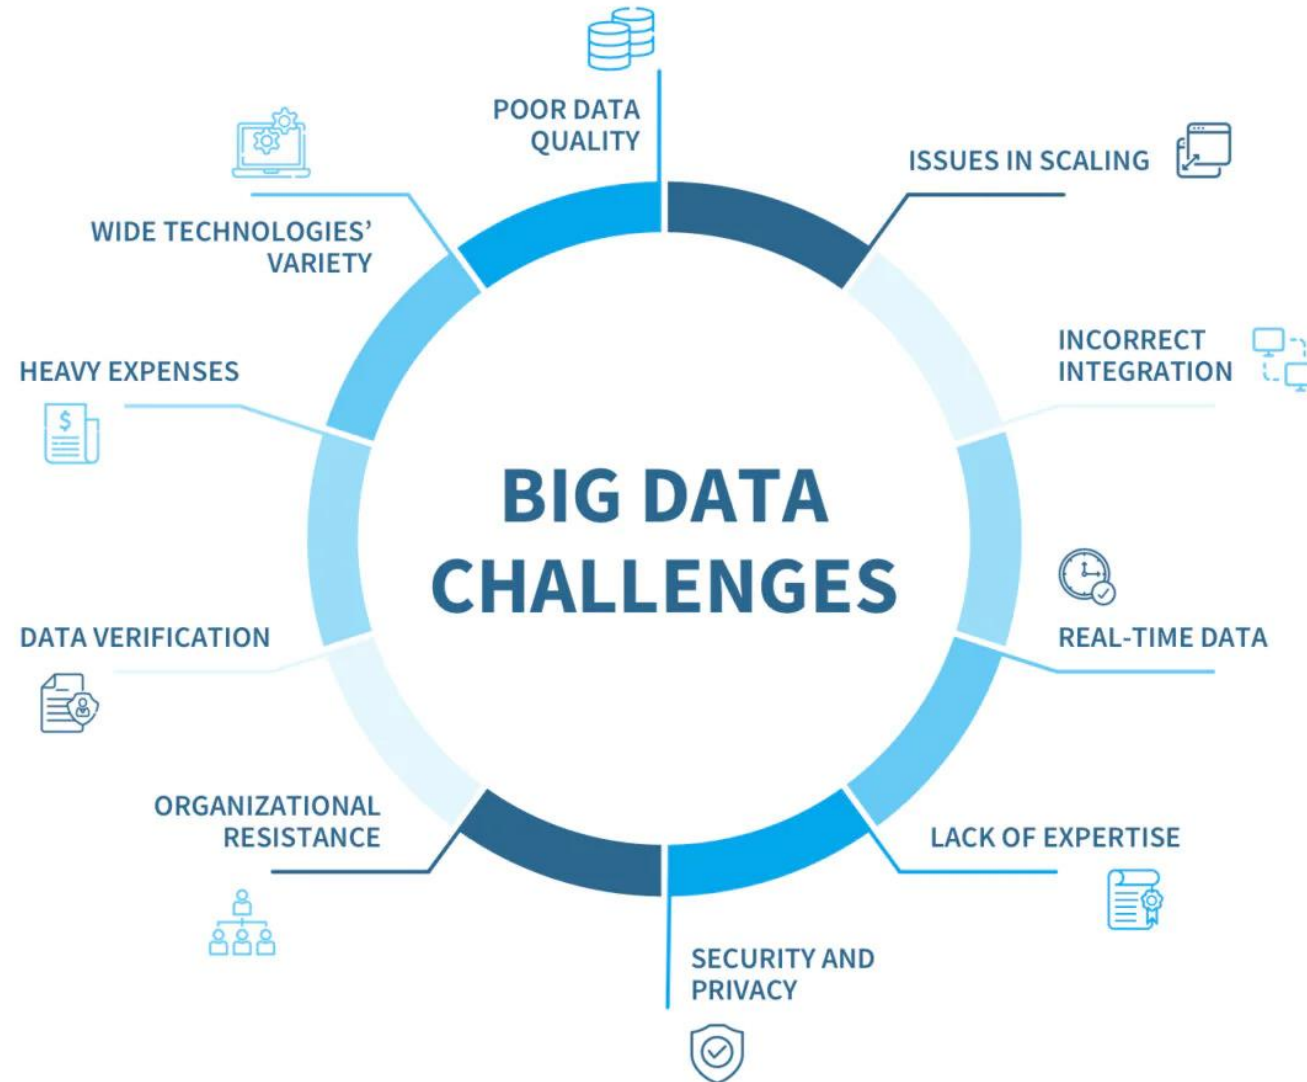 POOR DATA
QUALITY
ISSUES IN SCALING
WIDE TECHNOLOGIES’
VARIETY
INCORRECT
INTEGRATION
HEAVY EXPENSES
$
BIG DATA
CHALLENGES
DATA VERIFICATION
REAL-TIME DATA
ORGANIZATIONAL
RESISTANCE
LACK OF EXPERTISE
SECURITY AND
PRIVACY